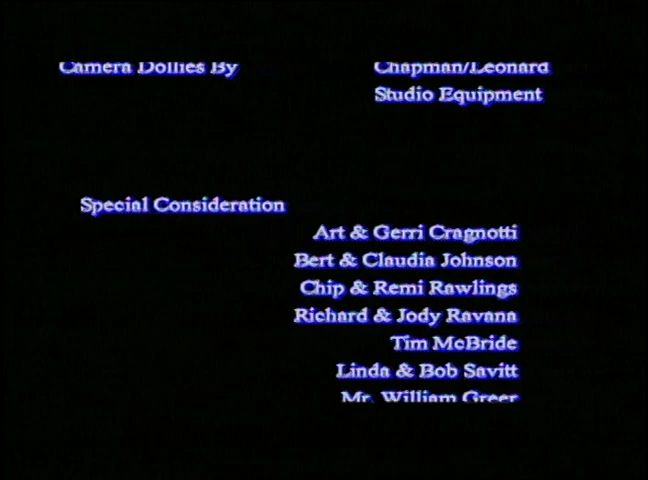 Camera Dollies By Chapman/Leonard
Studio Equipment
Special Consideration
Art & Gerri Cragnotti
Bert & Claudia Johnson
Chip & Remi Rawlings
Richard & Jody Ravana
Tim McBride
Linda & Bob Savitt
Mr. William Greer